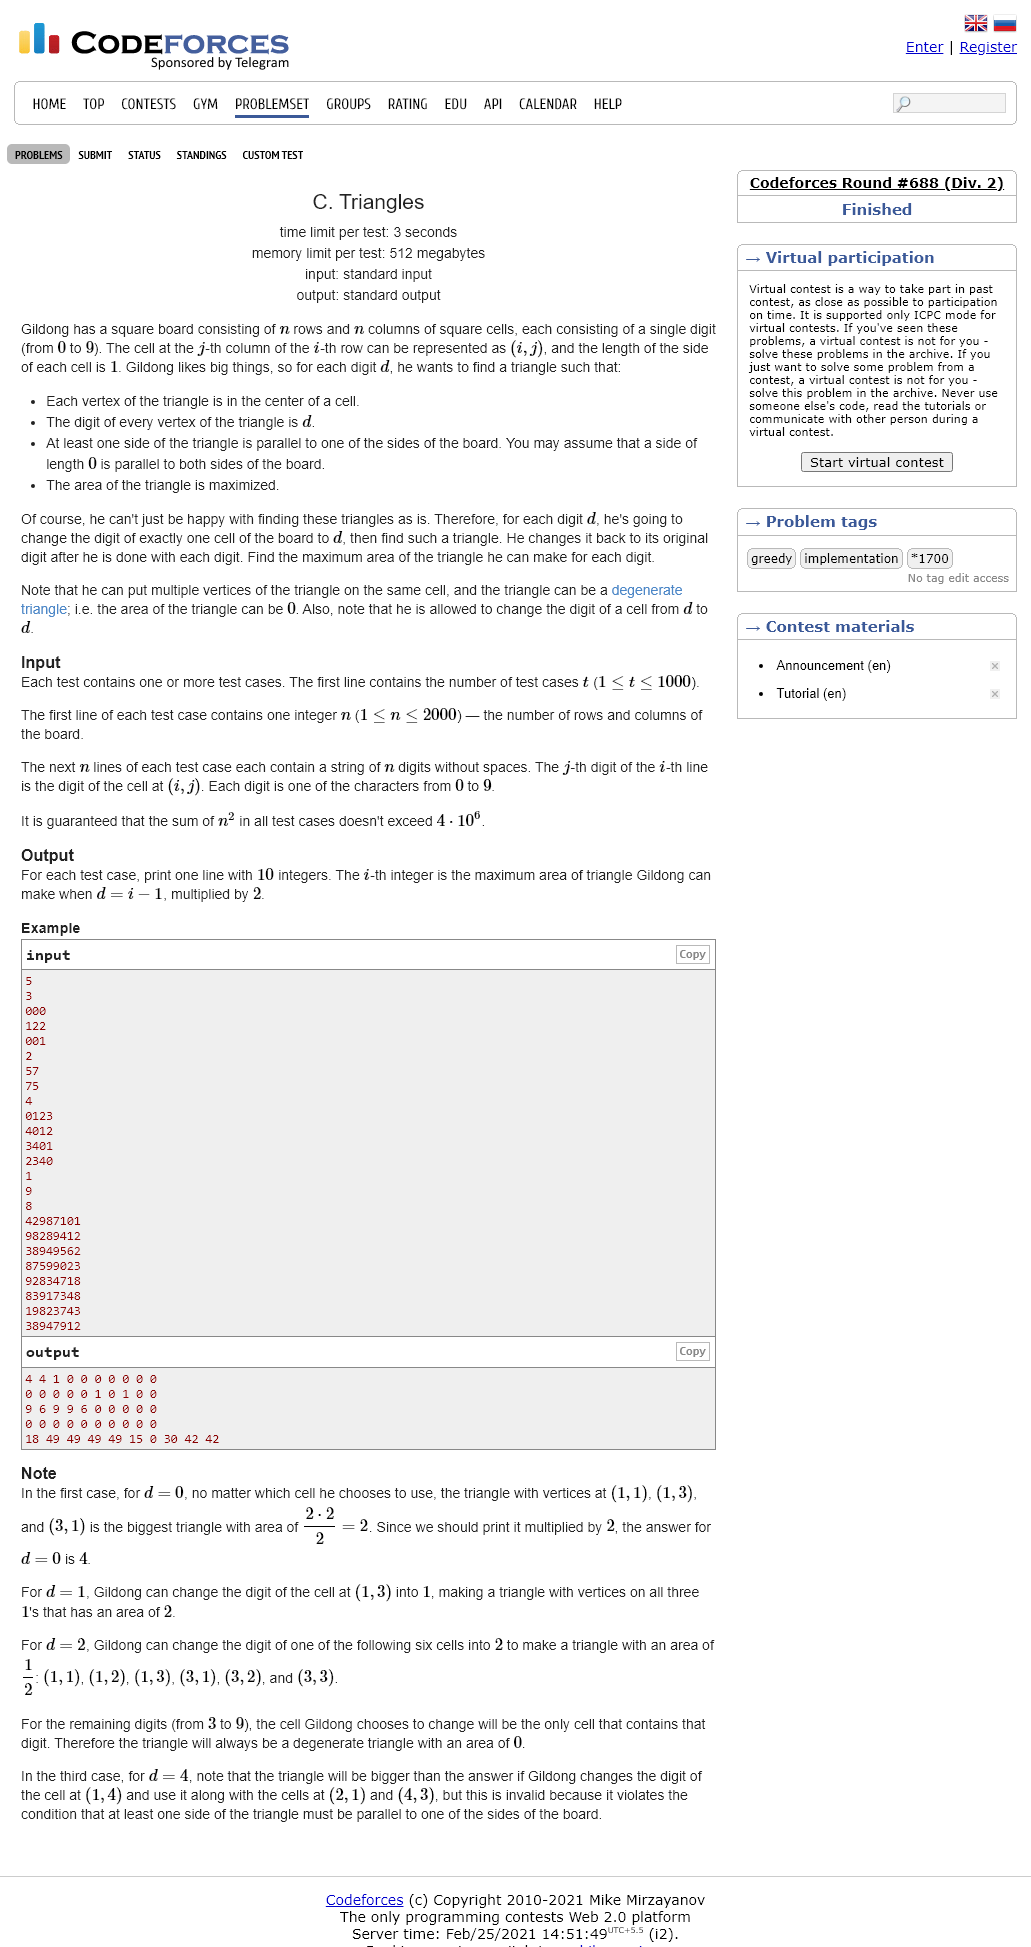 CODEFORCES
Sponsored by Telegram
Enter | Register
HOME TOP CONTESTS GYM PROBLEMSET GROUPS RATING EDU API CALENDAR HELP
PROBLEMS SUBMIT STATUS STANDINGS CUSTOM TEST
C. Triangles
time limit per test: 3 seconds
memory limit per test: 512 megabytes
input: standard input
output: standard output
Gildong has a square board consisting of n rows and n columns of square cells, each consisting of a single digit
(from 0 to 9). The cell at the j-th column of the i-th row can be represented as (i, j), and the length of the side
of each cell is 1. Gildong likes big things, so for each digit d, he wants to find a triangle such that:
• Each vertex of the triangle is in the center of a cell.
• The digit of every vertex of the triangle is d.
• At least one side of the triangle is parallel to one of the sides of the board. You may assume that a side of
length 0 is parallel to both sides of the board.
• The area of the triangle is maximized.
Of course, he can't just be happy with finding these triangles as is. Therefore, for each digit d, he's going to
change the digit of exactly one cell of the board to d, then find such a triangle. He changes it back to its original
digit after he is done with each digit. Find the maximum area of the triangle he can make for each digit.
Note that he can put multiple vertices of the triangle on the same cell, and the triangle can be a degenerate
triangle; i.e. the area of the triangle can be 0. Also, note that he is allowed to change the digit of a cell from d to
d.
Input
Each test contains one or more test cases. The first line contains the number of test cases t (1 ≤ t ≤ 1000).
The first line of each test case contains one integer n (1 ≤ n ≤ 2000) — the number of rows and columns of
the board.
The next n lines of each test case each contain a string of n digits without spaces. The j-th digit of the i-th line
is the digit of the cell at (i, j). Each digit is one of the characters from 0 to 9.
It is guaranteed that the sum of n² in all test cases doesn't exceed 4 · 10⁶.
Output
For each test case, print one line with 10 integers. The i-th integer is the maximum area of triangle Gildong can
make when d = i − 1, multiplied by 2.
Example
input Copy
5
3
000
122
001
2
57
75
4
0123
4012
3401
2340
1
9
8
42987101
98289412
38949562
87599023
92834718
83917348
19823743
38947912
output Copy
4 4 1 0 0 0 0 0 0 0
0 0 0 0 0 1 0 1 0 0
9 6 9 9 6 0 0 0 0 0
0 0 0 0 0 0 0 0 0 0
18 49 49 49 49 15 0 30 42 42
Note
In the first case, for d = 0, no matter which cell he chooses to use, the triangle with vertices at (1, 1), (1, 3),
and (3, 1) is the biggest triangle with area of 2 · 2 / 2 = 2. Since we should print it multiplied by 2, the answer for
d = 0 is 4.
For d = 1, Gildong can change the digit of the cell at (1, 3) into 1, making a triangle with vertices on all three
1's that has an area of 2.
For d = 2, Gildong can change the digit of one of the following six cells into 2 to make a triangle with an area of
1/2: (1, 1), (1, 2), (1, 3), (3, 1), (3, 2), and (3, 3).
For the remaining digits (from 3 to 9), the cell Gildong chooses to change will be the only cell that contains that
digit. Therefore the triangle will always be a degenerate triangle with an area of 0.
In the third case, for d = 4, note that the triangle will be bigger than the answer if Gildong changes the digit of
the cell at (1, 4) and use it along with the cells at (2, 1) and (4, 3), but this is invalid because it violates the
condition that at least one side of the triangle must be parallel to one of the sides of the board.
Codeforces Round #688 (Div. 2)
Finished
→ Virtual participation
Virtual contest is a way to take part in past
contest, as close as possible to participation
on time. It is supported only ICPC mode for
virtual contests. If you've seen these
problems, a virtual contest is not for you -
solve these problems in the archive. If you
just want to solve some problem from a
contest, a virtual contest is not for you -
solve this problem in the archive. Never use
someone else's code, read the tutorials or
communicate with other person during a
virtual contest.
Start virtual contest
→ Problem tags
greedy implementation *1700
No tag edit access
→ Contest materials
• Announcement (en)
• Tutorial (en)
Codeforces (c) Copyright 2010-2021 Mike Mirzayanov
The only programming contests Web 2.0 platform
Server time: Feb/25/2021 14:51:49 UTC+5.5 (i2).